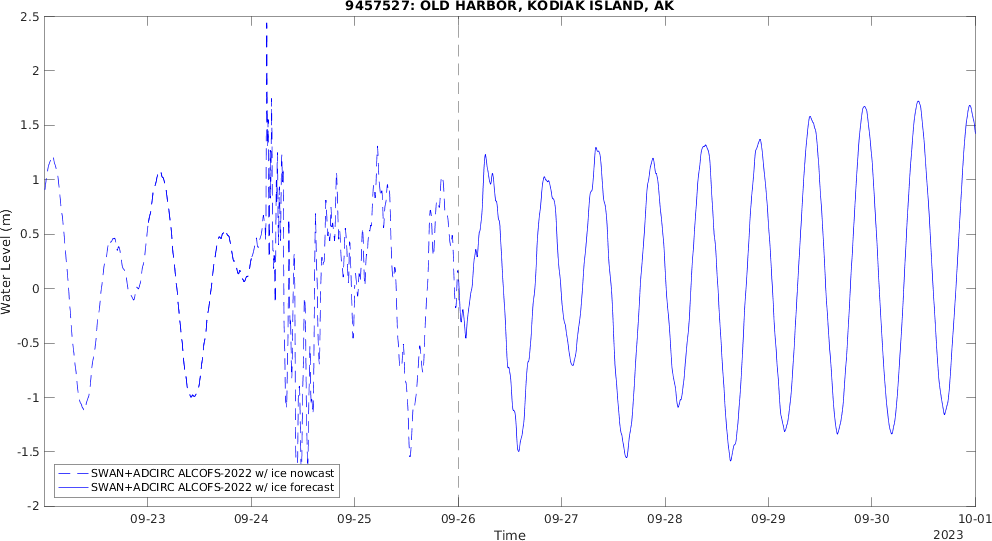 9457527: OLD HARBOR, KODIAK ISLAND, AK
2.5
2
1.5
1
0.5
0
-0.5
-1
-1.5
-2
Water Level (m)
SWAN+ADCIRC ALCOFS-2022 w/ ice nowcast
SWAN+ADCIRC ALCOFS-2022 w/ ice forecast
09-23 09-24 09-25 09-26 09-27 09-28 09-29 09-30 10-01
Time
2023